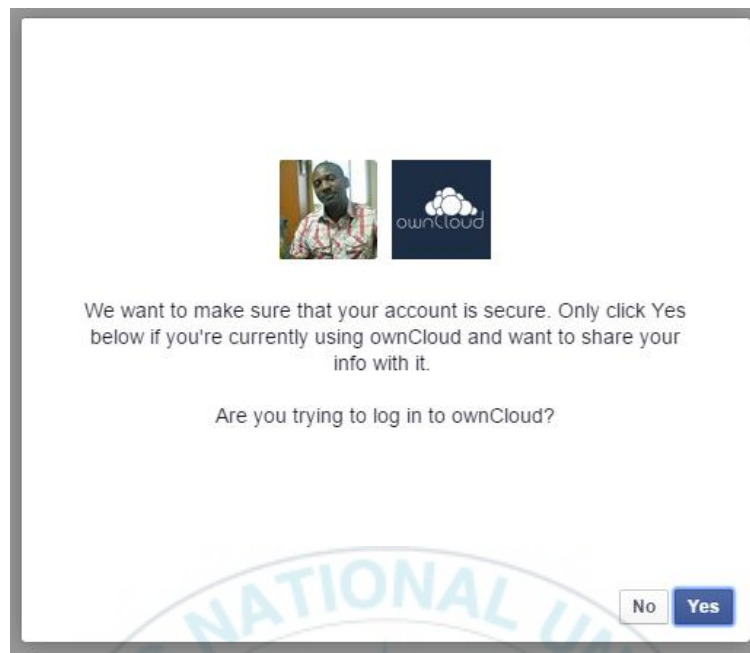 ownCloud
We want to make sure that your account is secure. Only click Yes
below if you're currently using ownCloud and want to share your
info with it.
Are you trying to log in to ownCloud?
NATIONAL UN
No Yes